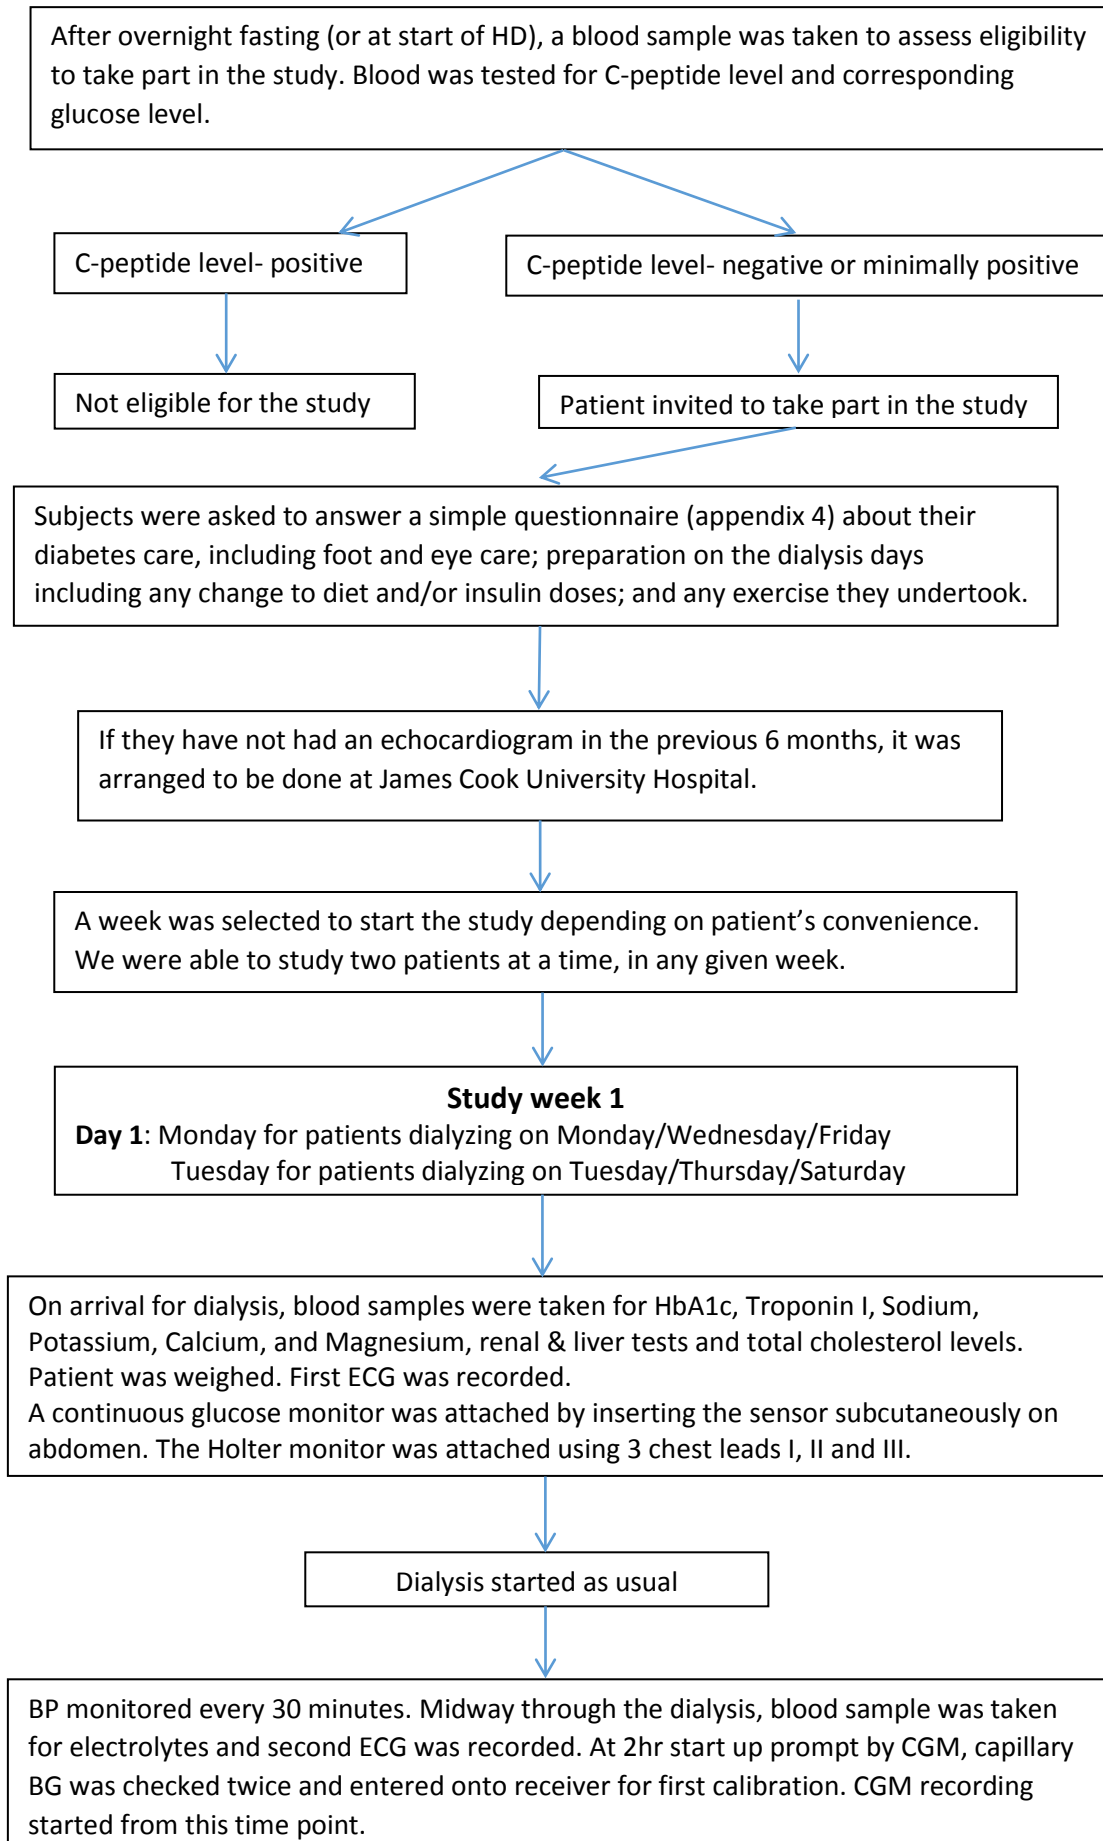 After overnight fasting (or at start of HD), a blood sample was taken to assess eligibility
to take part in the study. Blood was tested for C-peptide level and corresponding
glucose level.
C-peptide level- positive
C-peptide level- negative or minimally positive
Not eligible for the study
Patient invited to take part in the study
Subjects were asked to answer a simple questionnaire (appendix 4) about their
diabetes care, including foot and eye care; preparation on the dialysis days
including any change to diet and/or insulin doses; and any exercise they undertook.
If they have not had an echocardiogram in the previous 6 months, it was
arranged to be done at James Cook University Hospital.
A week was selected to start the study depending on patient's convenience.
We were able to study two patients at a time, in any given week.
Study week 1
Day 1: Monday for patients dialyzing on Monday/Wednesday/Friday
Tuesday for patients dialyzing on Tuesday/Thursday/Saturday
On arrival for dialysis, blood samples were taken for HbA1c, Troponin I, Sodium,
Potassium, Calcium, and Magnesium, renal & liver tests and total cholesterol levels.
Patient was weighed. First ECG was recorded.
A continuous glucose monitor was attached by inserting the sensor subcutaneously on
abdomen. The Holter monitor was attached using 3 chest leads I, II and III.
Dialysis started as usual
BP monitored every 30 minutes. Midway through the dialysis, blood sample was taken
for electrolytes and second ECG was recorded. At 2hr start up prompt by CGM, capillary
BG was checked twice and entered onto receiver for first calibration. CGM recording
started from this time point.